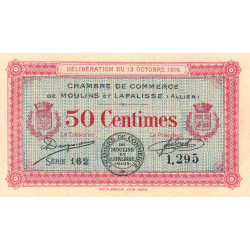 DÉLIBÉRATION DU 13 OCTOBRE 1916
CHAMBRE DE COMMERCE
DE MOULINS ET LAPALISSE (ALLIER)
50 Centimes
Le Trésorier
Le Président
CHAMBRE DE COMMERCE
DE MOULINS
ET LAPALISSE
(ALLIER)
SÉRIE 162
1,295